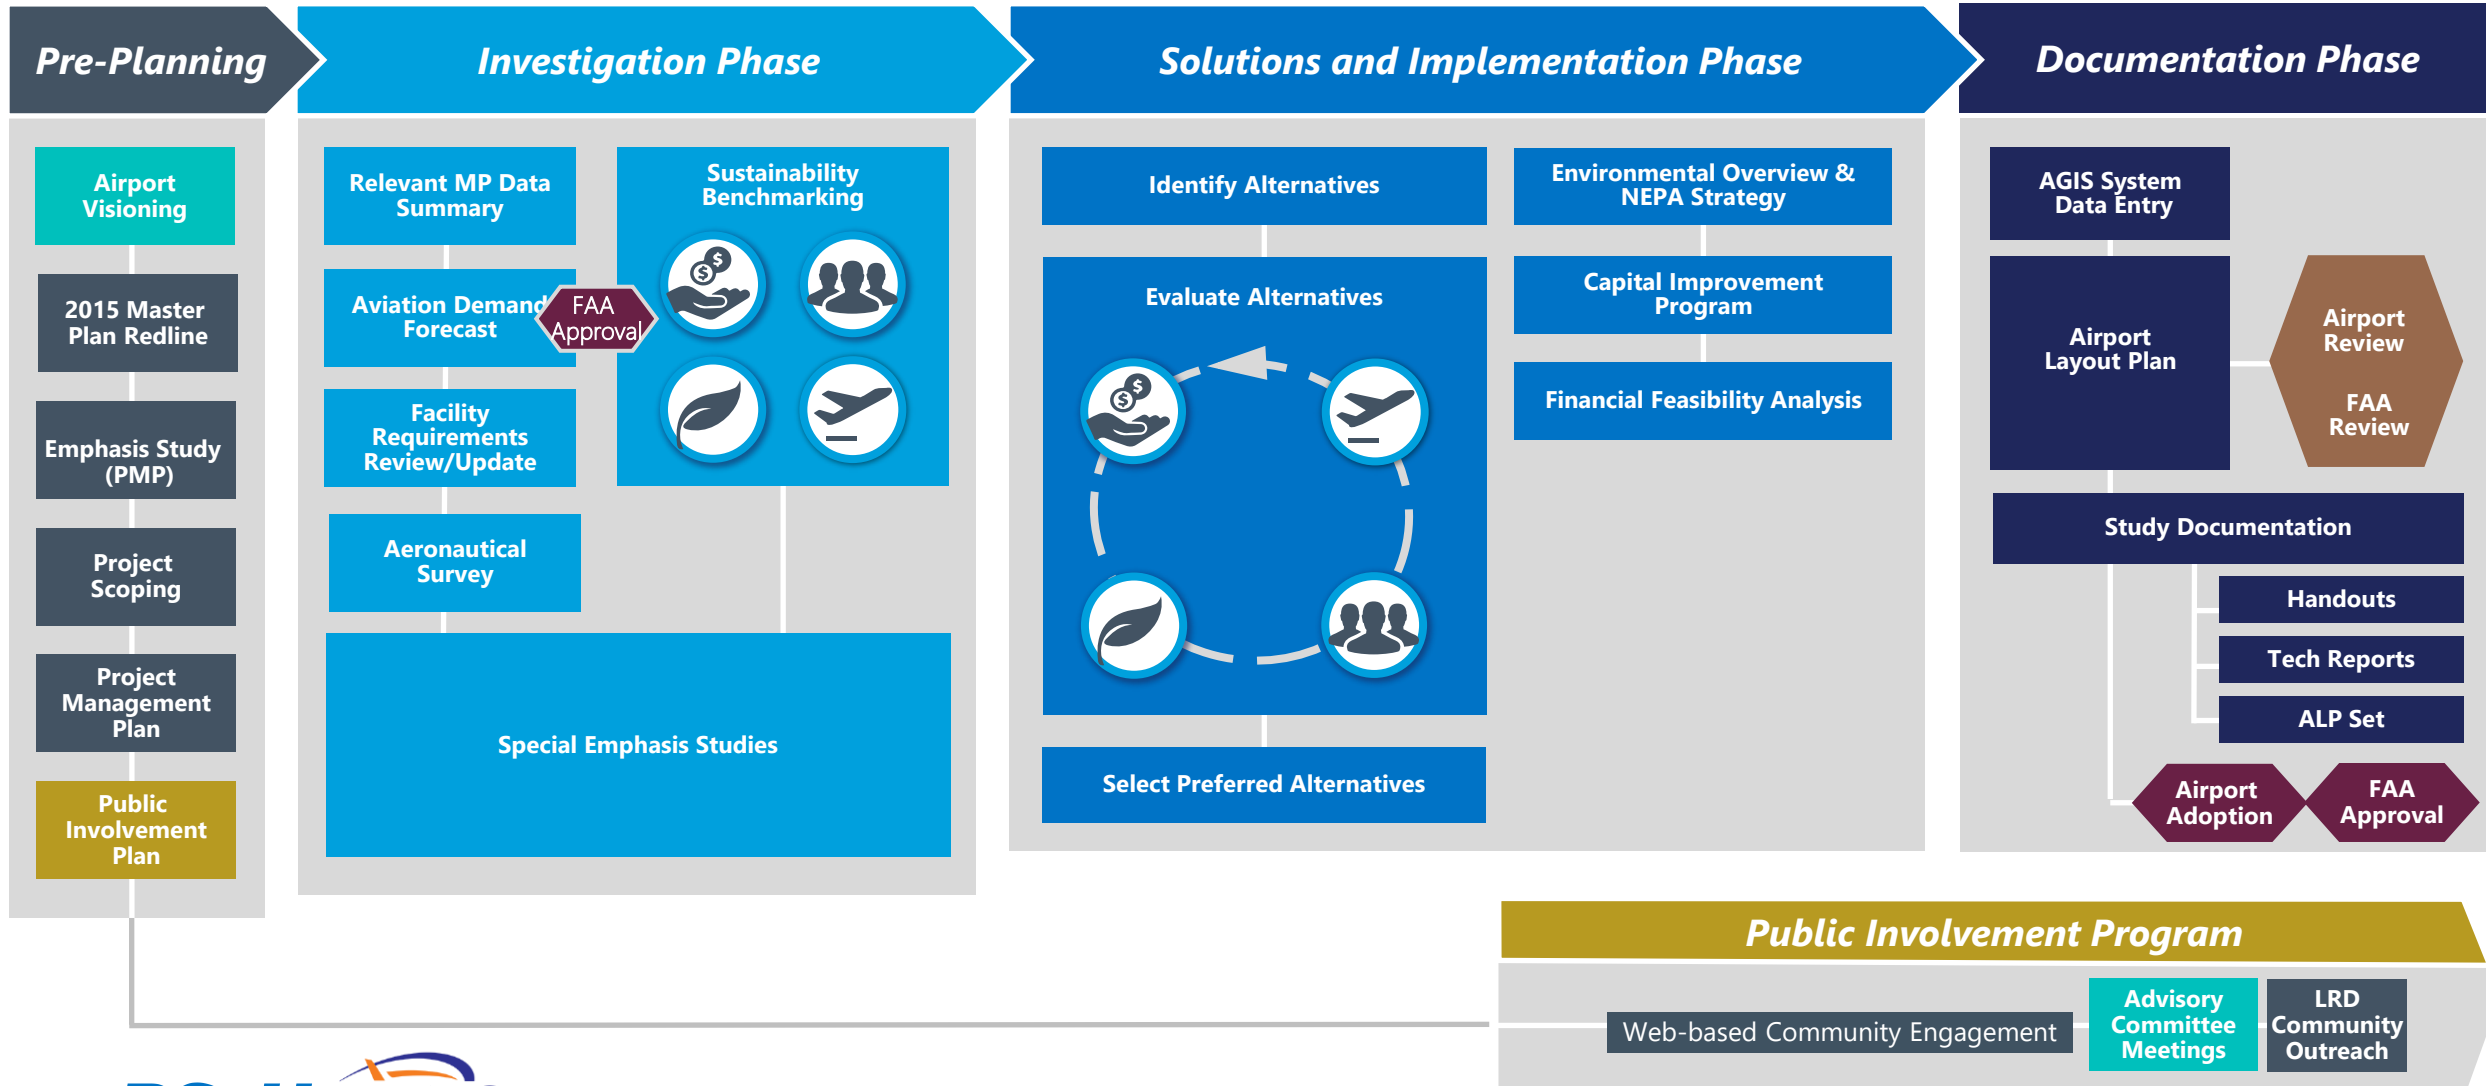 Pre-Planning
Investigation Phase
Solutions and Implementation Phase
Documentation Phase
Airport
Visioning
2015 Master
Plan Redline
Emphasis Study
(PMP)
Project
Scoping
Project
Management
Plan
Public
Involvement
Plan
Relevant MP Data
Summary
Aviation Demand
Forecast
FAA
Approval
Facility
Requirements
Review/Update
Aeronautical
Survey
Sustainability
Benchmarking
$
$
Special Emphasis Studies
Identify Alternatives
Evaluate Alternatives
$
$
Select Preferred Alternatives
Environmental Overview &
NEPA Strategy
Capital Improvement
Program
Financial Feasibility Analysis
AGIS System
Data Entry
Airport
Layout Plan
Airport
Review
FAA
Review
Study Documentation
Handouts
Tech Reports
ALP Set
Airport
Adoption
FAA
Approval
Public Involvement Program
Web-based Community Engagement
Advisory
Committee
Meetings
LRD
Community
Outreach